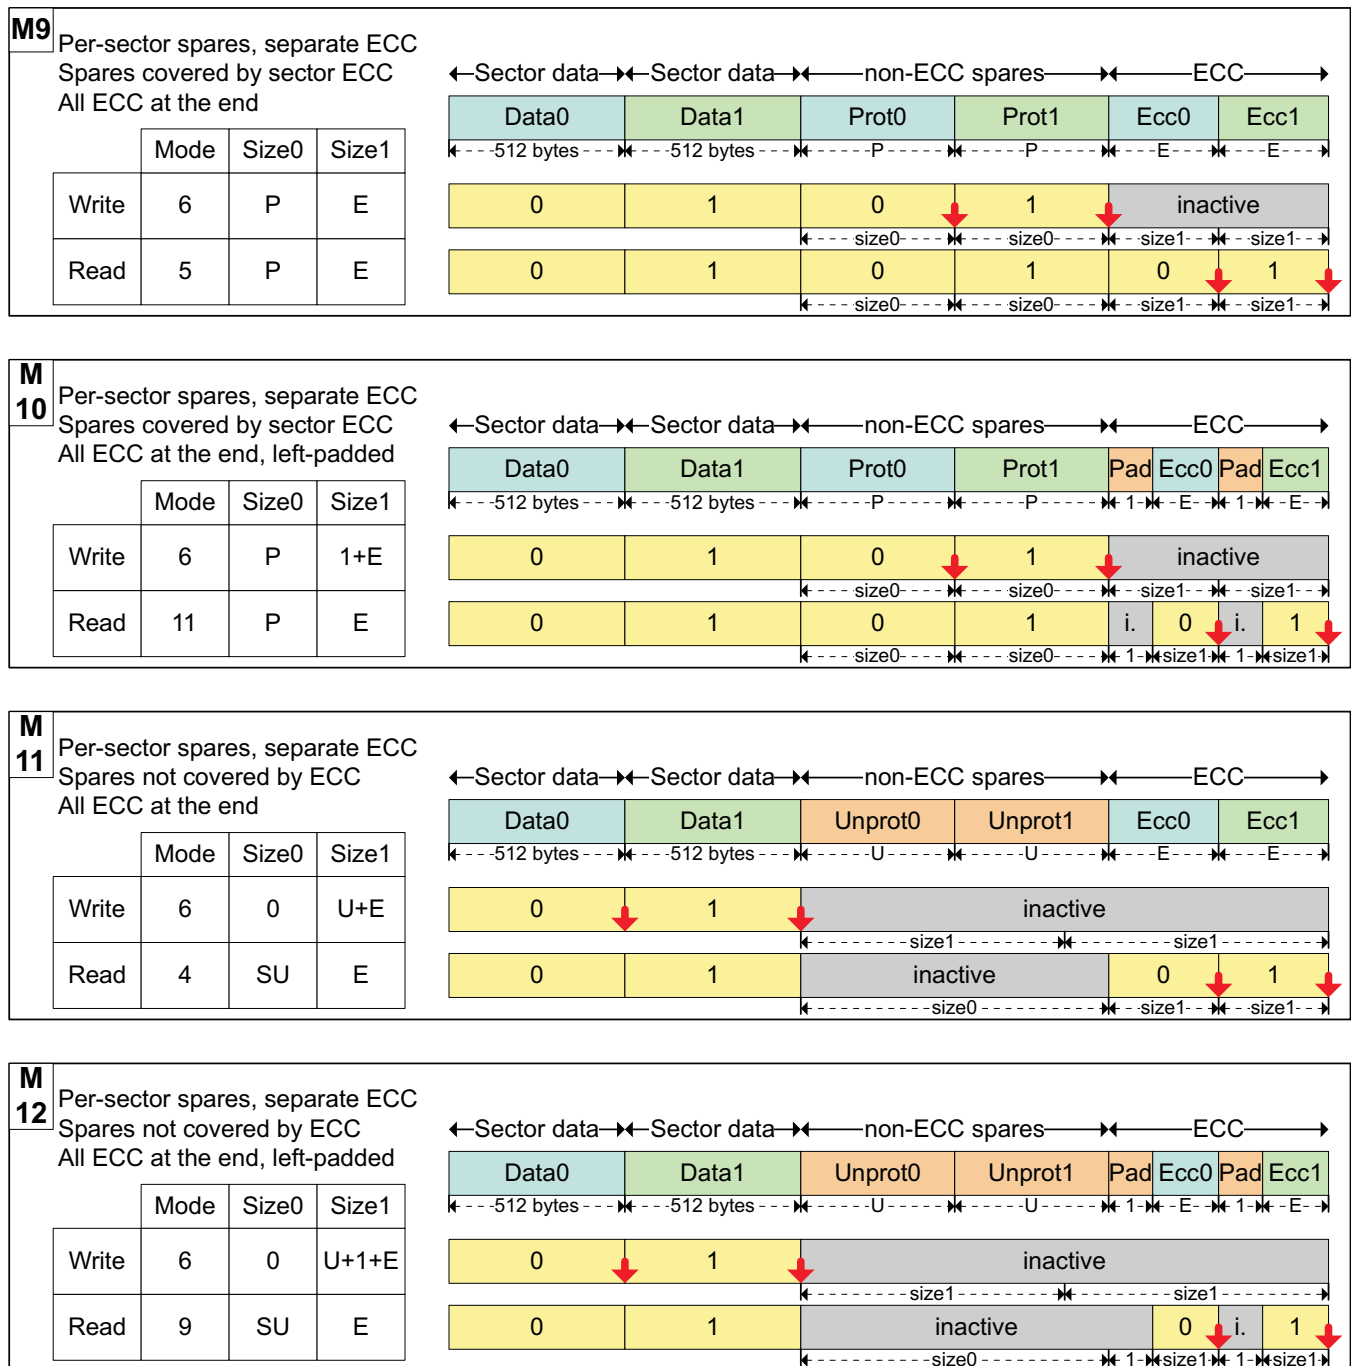 M9
Per-sector spares, separate ECC
Spares covered by sector ECC
All ECC at the end
Sector data Sector data non-ECC spares ECC
Data0 Data1 Prot0 Prot1 Ecc0 Ecc1
512 bytes 512 bytes P P E E
Mode Size0 Size1
Write 6 P E
0 1 0 1 inactive
size0 size0 size1 size1
Read 5 P E
0 1 0 1 0 1
size0 size0 size1 size1
M
10
Per-sector spares, separate ECC
Spares covered by sector ECC
All ECC at the end, left-padded
Sector data Sector data non-ECC spares ECC
Data0 Data1 Prot0 Prot1 Pad Ecc0 Pad Ecc1
512 bytes 512 bytes P P 1 E 1 E
Mode Size0 Size1
Write 6 P 1+E
0 1 0 1 inactive
size0 size0 size1 size1
Read 11 P E
0 1 0 1 i. 0 i. 1
size0 size0 1 size1 1 size1
M
11
Per-sector spares, separate ECC
Spares not covered by ECC
All ECC at the end
Sector data Sector data non-ECC spares ECC
Data0 Data1 Unprot0 Unprot1 Ecc0 Ecc1
512 bytes 512 bytes U U E E
Mode Size0 Size1
Write 6 0 U+E
0 1 inactive
size1 size1
Read 4 SU E
0 1 inactive 0 1
size0 size1 size1
M
12
Per-sector spares, separate ECC
Spares not covered by ECC
All ECC at the end, left-padded
Sector data Sector data non-ECC spares ECC
Data0 Data1 Unprot0 Unprot1 Pad Ecc0 Pad Ecc1
512 bytes 512 bytes U U 1 E 1 E
Mode Size0 Size1
Write 6 0 U+1+E
0 1 inactive
size1 size1
Read 9 SU E
0 1 inactive 0 i. 1
size0 1 size1 1 size1